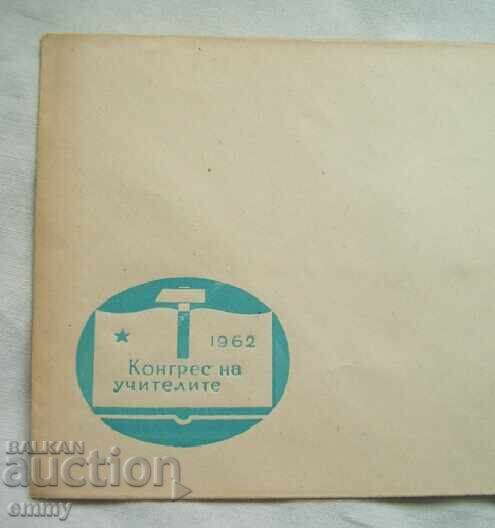 1962
Конгрес на
учителите
BALKAN
auction
emmy